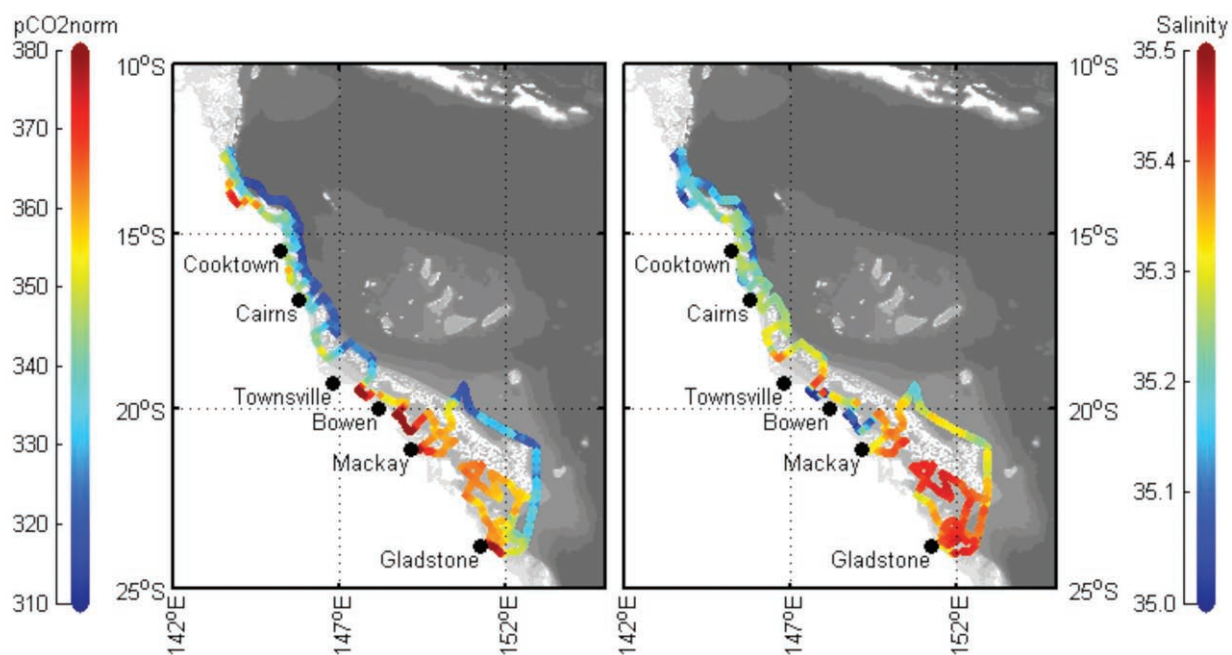 pCO2norm
380
370
360
350
340
330
320
310
10°S
15°S
20°S
25°S
142°E
147°E
152°E
Cooktown
Cairns
Townsville
Bowen
Mackay
Gladstone
Salinity
35.5
35.4
35.3
35.2
35.1
35.0
10°S
15°S
20°S
25°S
142°E
147°E
152°E
Cooktown
Cairns
Townsville
Bowen
Mackay
Gladstone